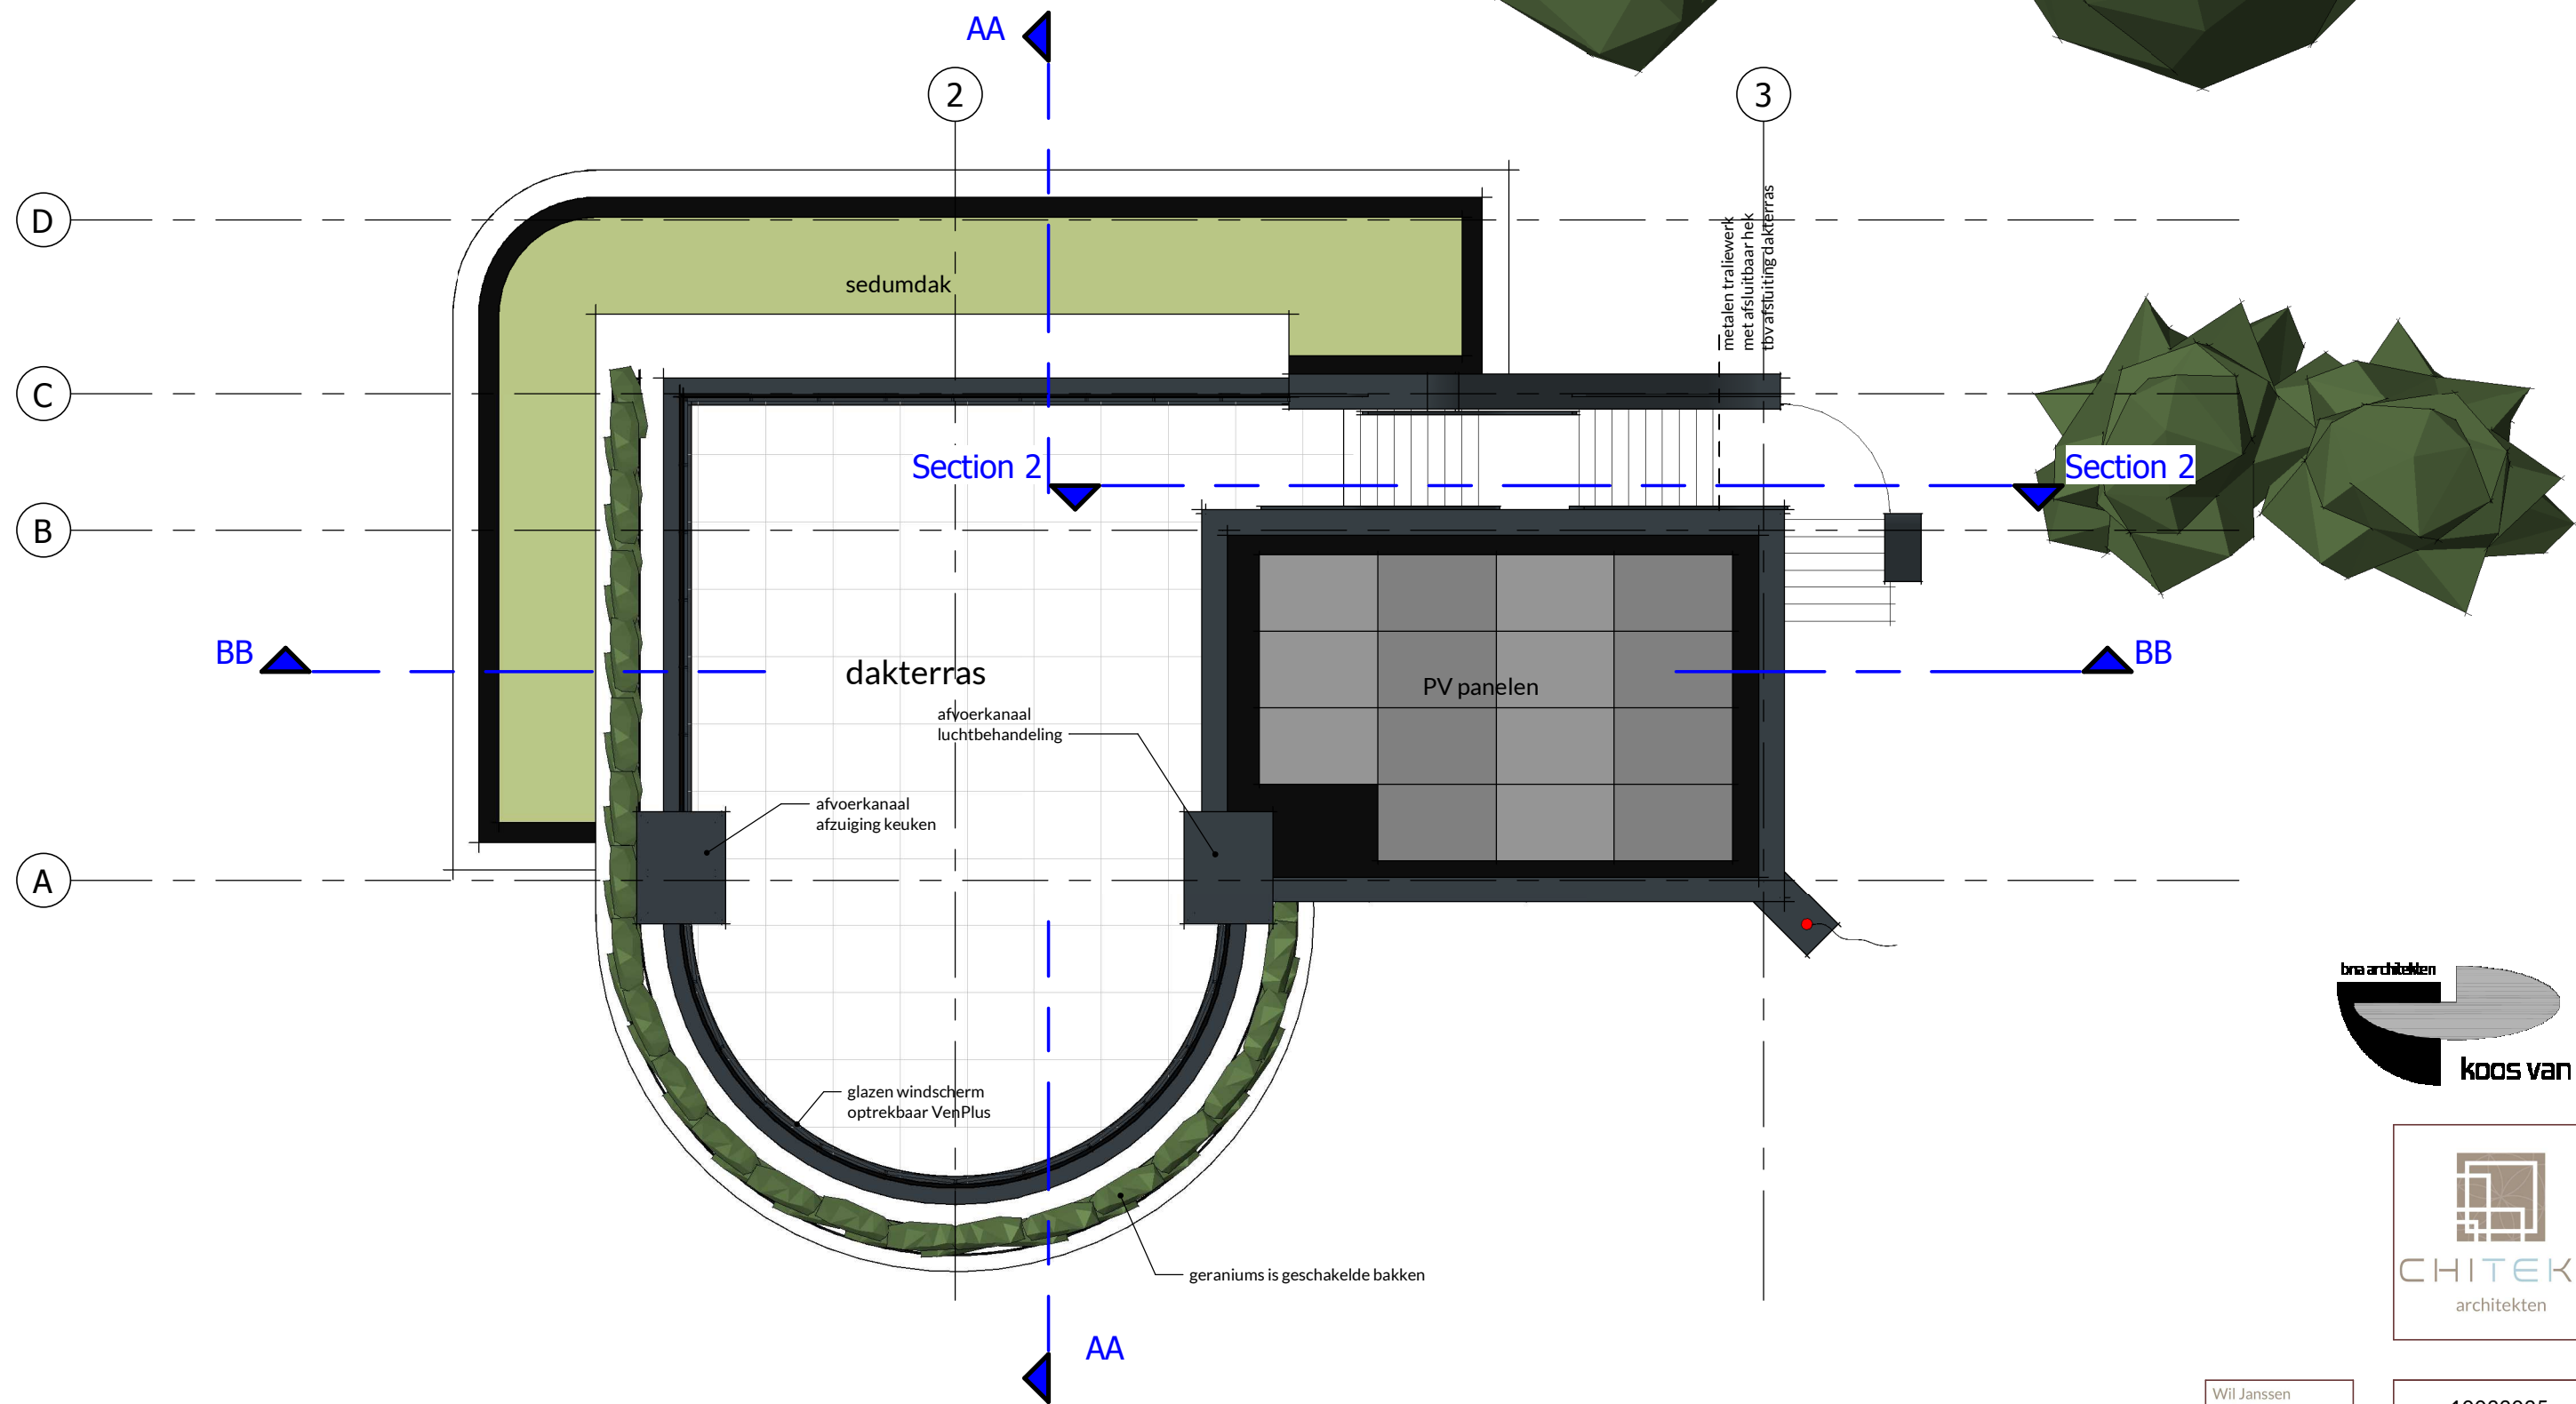 AA
2
3
D
metalen traliewerk
met afsluitbaar hek
tbv afsluiting dakterras
sedumdak
C
Section 2
Section 2
B
BB
BB
dakterras
PV panelen
afvoerkanaal
luchtbehandeling
afvoerkanaal
afzuiging keuken
A
bna architekten
koos van
glazen windscherm
optrekbaar VenPlus
geraniums is geschakelde bakken
CHITEK
architekten
AA
Wil Janssen